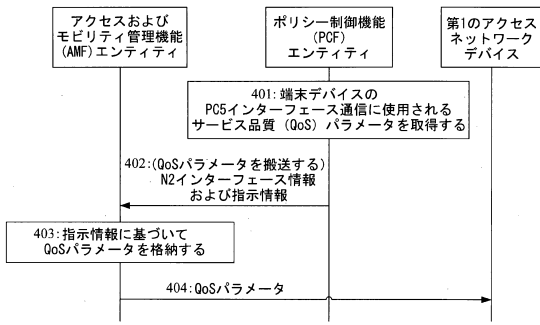 アクセスおよび
モビリティ管理機能
(AMF)エンティティ
ポリシー制御機能
(PCF)
エンティティ
第1のアクセス
ネットワーク
デバイス
401:端末デバイスの
PC5インターフェース通信に使用される
サービス品質(QoS)パラメータを取得する
402:(QoSパラメータを搬送する)
N2インターフェース情報
および指示情報
403:指示情報に基づいて
QoSパラメータを格納する
404:QoSパラメータ